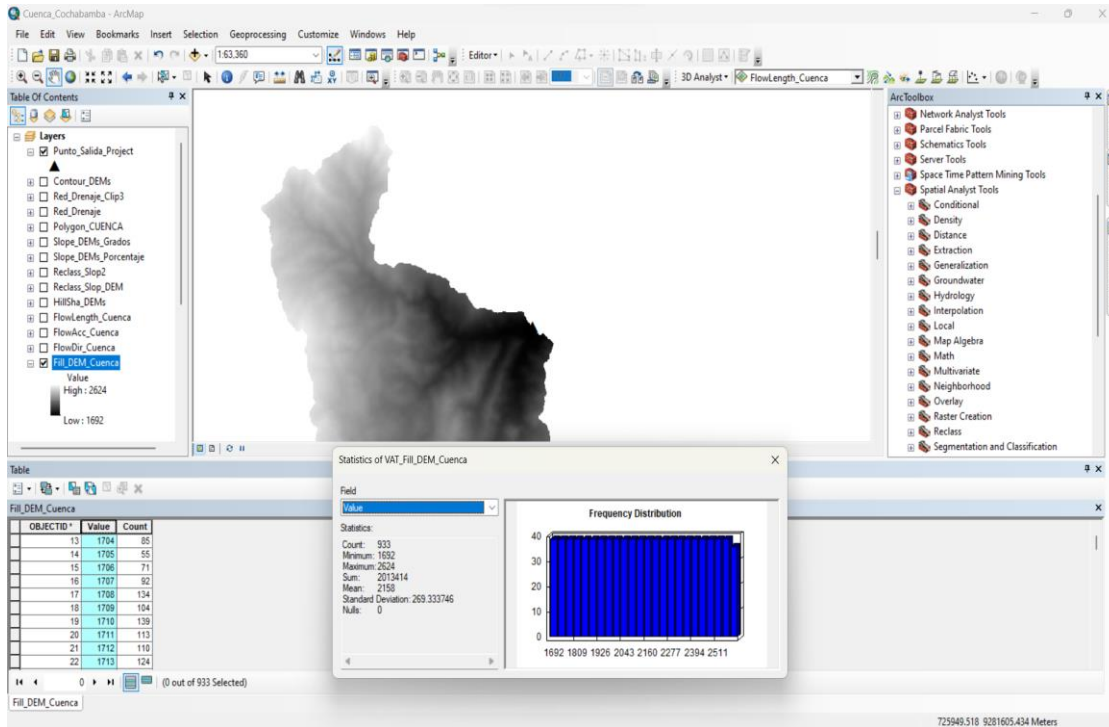 Cuenca_Cochabamba - ArcMap
File Edit View Bookmarks Insert Selection Geoprocessing Customize Windows Help
1:63,360
Editor
3D Analyst FlowLength_Cuenca
Table Of Contents
Layers
Punto_Salida_Project
Contour_DEMs
Red_Drenaje_Clip3
Red_Drenaje
Polygon_CUENCA
Slope_DEMs_Grados
Slope_DEMs_Porcentaje
Reclass_Slop2
Reclass_Slop_DEM
HillSha_DEMs
FlowLength_Cuenca
FlowAcc_Cuenca
FlowDir_Cuenca
Fill_DEM_Cuenca
Value
High : 2624
Low : 1692
ArcToolbox
Network Analyst Tools
Parcel Fabric Tools
Schematics Tools
Server Tools
Space Time Pattern Mining Tools
Spatial Analyst Tools
Conditional
Density
Distance
Extraction
Generalization
Groundwater
Hydrology
Interpolation
Local
Map Algebra
Math
Multivariate
Neighborhood
Overlay
Raster Creation
Reclass
Segmentation and Classification
Table
Fill_DEM_Cuenca
OBJECTID * Value Count
13 1704 85
14 1705 55
15 1706 71
16 1707 92
17 1708 134
18 1709 104
19 1710 139
20 1711 113
21 1712 110
22 1713 124
0 (0 out of 933 Selected)
Fill_DEM_Cuenca
Statistics of VAT_Fill_DEM_Cuenca
Field
Value
Statistics:
Count: 933
Minimum: 1692
Maximum: 2624
Sum: 2013414
Mean: 2158
Standard Deviation: 269.333746
Nulls: 0
Frequency Distribution
40
30
20
10
0
1692 1809 1926 2043 2160 2277 2394 2511
725949.518 9281605.434 Meters